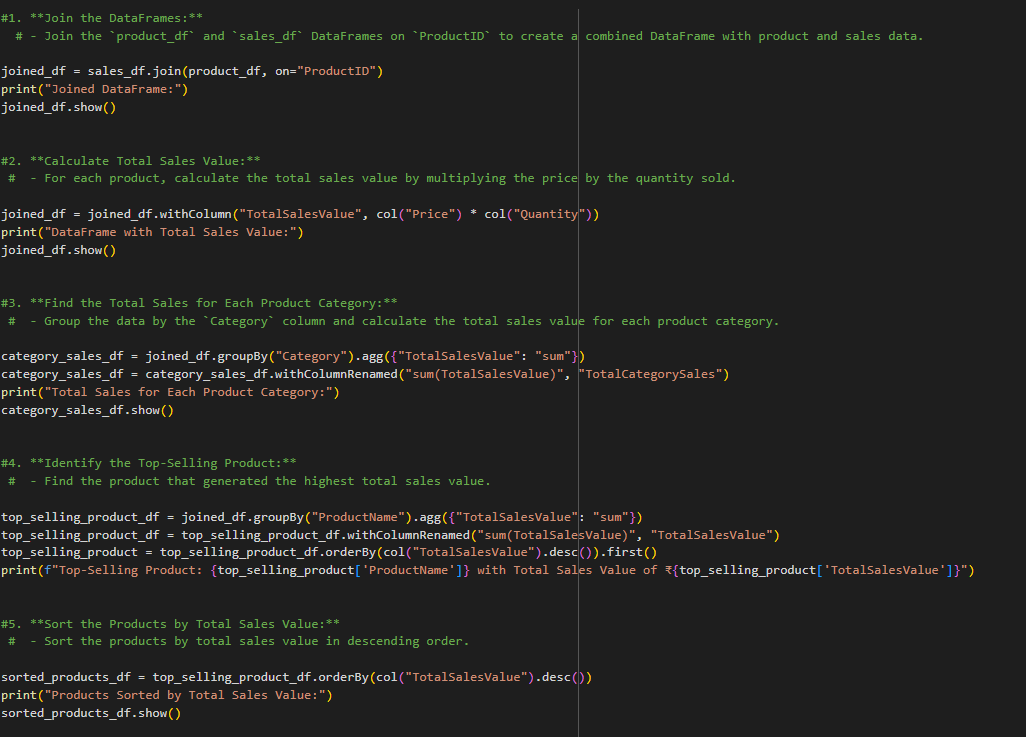 #1. **Join the DataFrames:**
# - Join the `product_df` and `sales_df` DataFrames on `ProductID` to create a combined DataFrame with product and sales data.
joined_df = sales_df.join(product_df, on="ProductID")
print("Joined DataFrame:")
joined_df.show()
#2. **Calculate Total Sales Value:**
#  - For each product, calculate the total sales value by multiplying the price by the quantity sold.
joined_df = joined_df.withColumn("TotalSalesValue", col("Price") * col("Quantity"))
print("DataFrame with Total Sales Value:")
joined_df.show()
#3. **Find the Total Sales for Each Product Category:**
#  - Group the data by the `Category` column and calculate the total sales value for each product category.
category_sales_df = joined_df.groupBy("Category").agg({"TotalSalesValue": "sum"})
category_sales_df = category_sales_df.withColumnRenamed("sum(TotalSalesValue)", "TotalCategorySales")
print("Total Sales for Each Product Category:")
category_sales_df.show()
#4. **Identify the Top-Selling Product:**
#  - Find the product that generated the highest total sales value.
top_selling_product_df = joined_df.groupBy("ProductName").agg({"TotalSalesValue": "sum"})
top_selling_product_df = top_selling_product_df.withColumnRenamed("sum(TotalSalesValue)", "TotalSalesValue")
top_selling_product = top_selling_product_df.orderBy(col("TotalSalesValue").desc()).first()
print(f"Top-Selling Product: {top_selling_product['ProductName']} with Total Sales Value of ₹{top_selling_product['TotalSalesValue']}")
#5. **Sort the Products by Total Sales Value:**
#  - Sort the products by total sales value in descending order.
sorted_products_df = top_selling_product_df.orderBy(col("TotalSalesValue").desc())
print("Products Sorted by Total Sales Value:")
sorted_products_df.show()